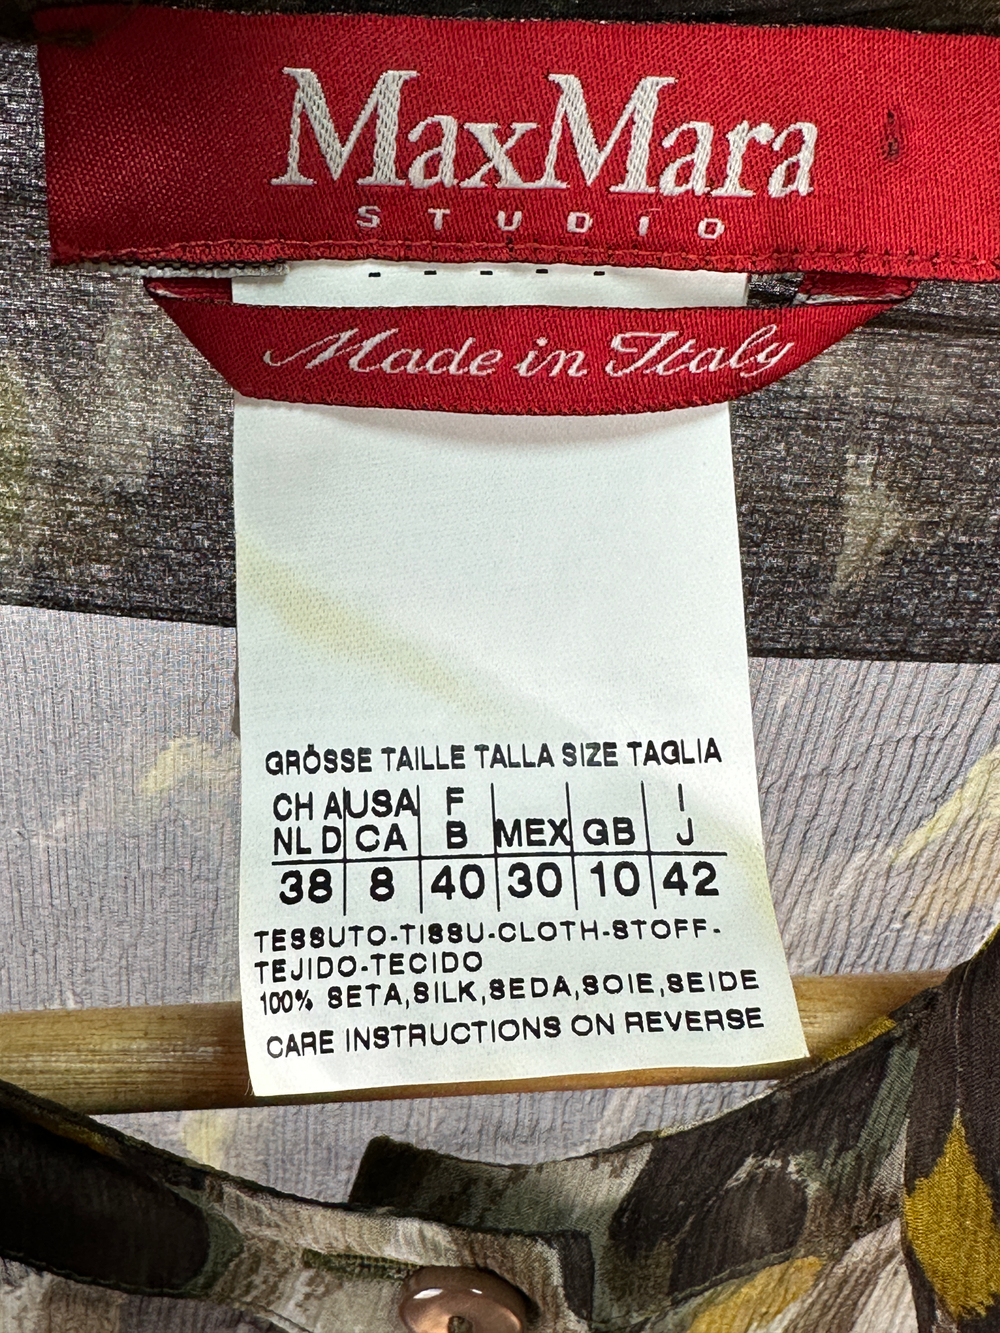 MaxMara
STUDIO
Made in Italy
GRÖSSE TAILLE TALLA SIZE TAGLIA
CH A USA F I
NL D CA B MEX GB J
38 8 40 30 10 42
TESSUTO-TISSU-CLOTH-STOFF-
TEJIDO-TECIDO
100% SETA,SILK,SEDA,SOIE,SEIDE
CARE INSTRUCTIONS ON REVERSE